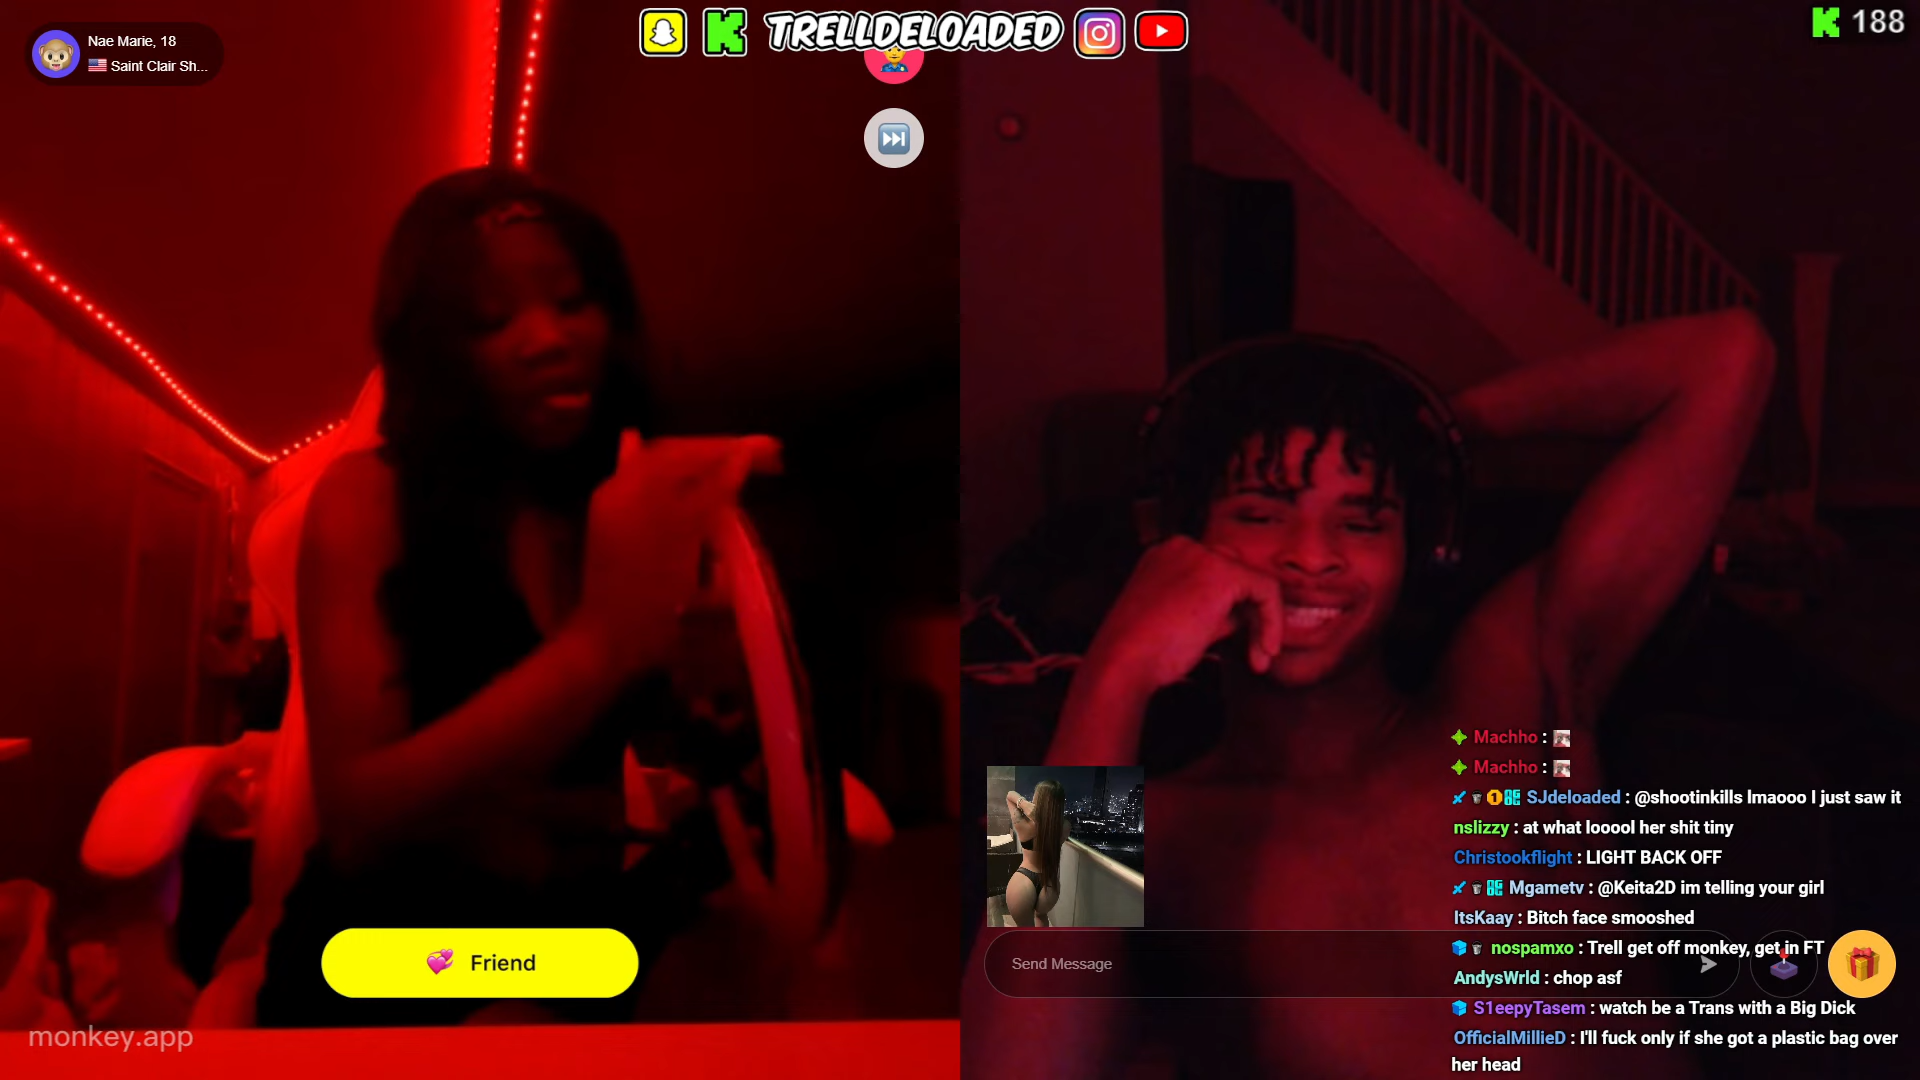 Nae Marie, 18
Saint Clair Sh...
TRELLDELOADED
K 188
Machho :
Machho :
SJdeloaded : @shootinkills lmaooo I just saw it
nslizzy : at what looool her shit tiny
Christookflight : LIGHT BACK OFF
Mgametv : @Keita2D im telling your girl
ItsKaay : Bitch face smooshed
nospamxo : Trell get off monkey, get in FT
AndysWrld : chop asf
S1eepyTasem : watch be a Trans with a Big Dick
OfficialMillieD : I'll fuck only if she got a plastic bag over
her head
Send Message
Friend
monkey.app